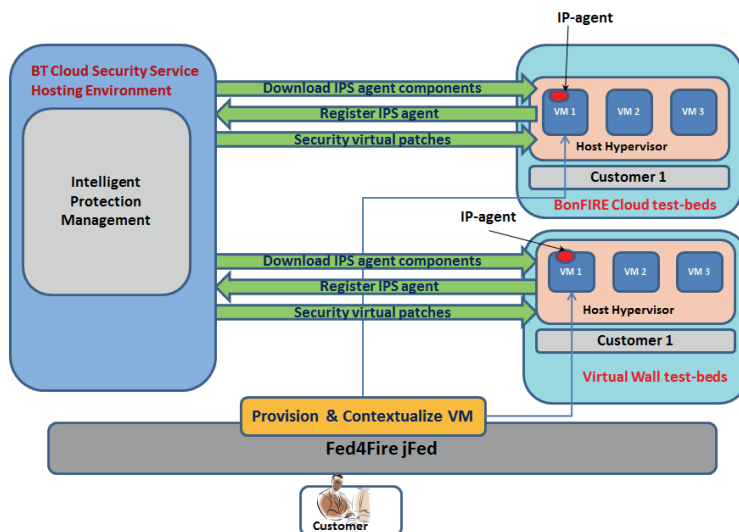 IP-agent
BT Cloud Security Service
Hosting Environment
Download IPS agent components
Register IPS agent
Security virtual patches
VM 1
VM 2
VM 3
Host Hypervisor
Customer 1
BonFIRE Cloud test-beds
Intelligent
Protection
Management
IP-agent
Download IPS agent components
Register IPS agent
Security virtual patches
VM 1
VM 2
VM 3
Host Hypervisor
Customer 1
Virtual Wall test-beds
Provision & Contextualize VM
Fed4Fire jFed
Customer